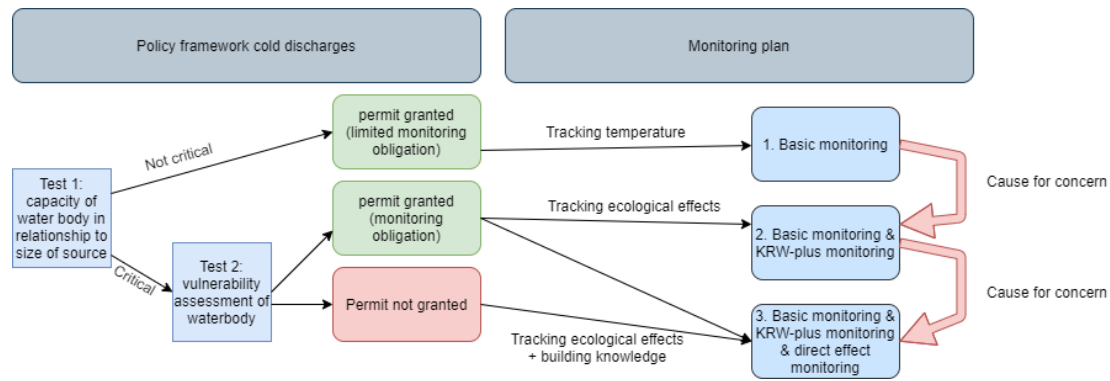 Policy framework cold discharges
Monitoring plan
permit granted
(limited monitoring
obligation)
Tracking temperature
1. Basic monitoring
Not critical
Cause for concern
Test 1:
capacity of
water body in
relationship to
size of source
permit granted
(monitoring
obligation)
Tracking ecological effects
2. Basic monitoring &
KRW-plus monitoring
Critical
Test 2:
vulnerability
assessment of
waterbody
Cause for concern
Permit not granted
Tracking ecological effects
+ building knowledge
3. Basic monitoring &
KRW-plus monitoring
& direct effect
monitoring